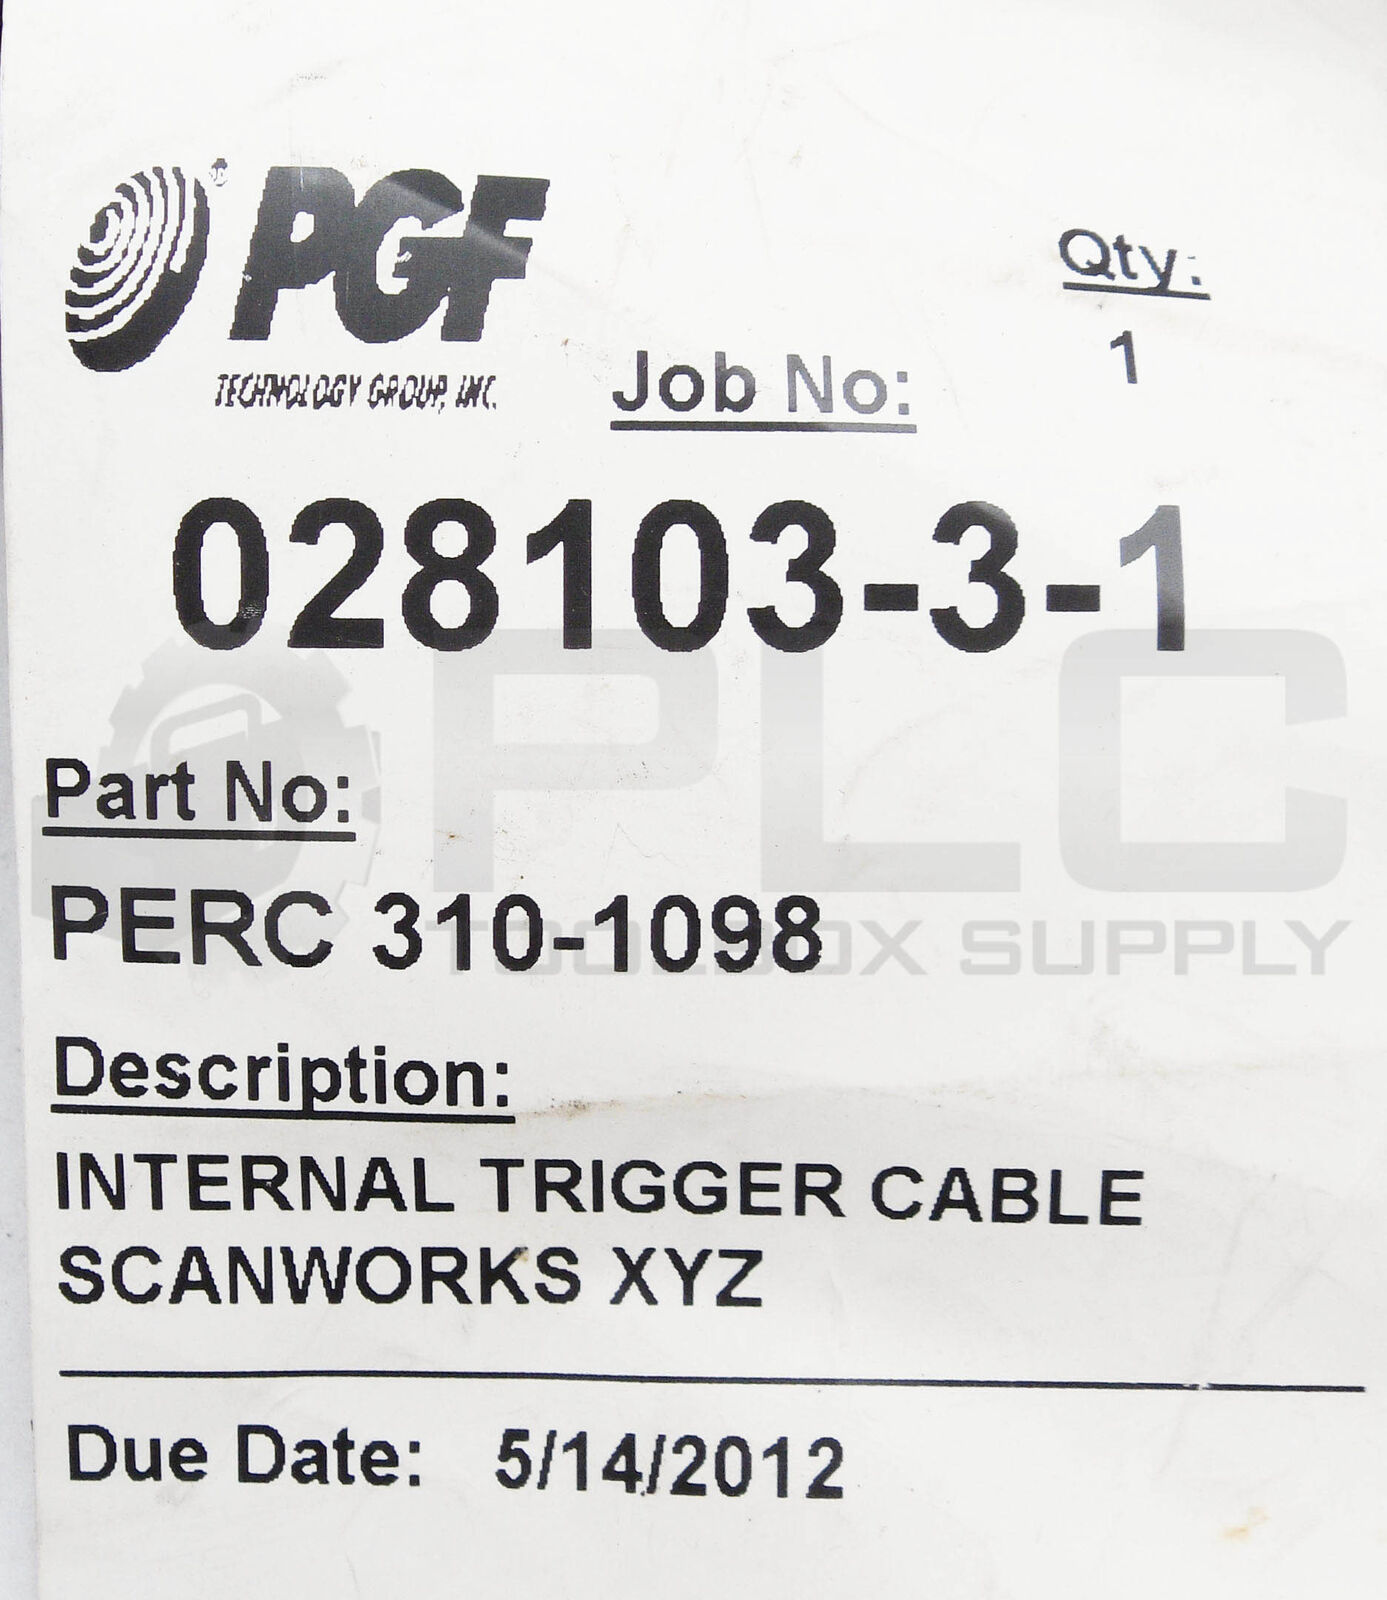 PGF
TECHNOLOGY GROUP, INC.
Qty:
1
Job No:
028103-3-1
Part No:
PERC 310-1098
Description:
INTERNAL TRIGGER CABLE
SCANWORKS XYZ
Due Date: 5/14/2012
PLC
TOOLBOX SUPPLY